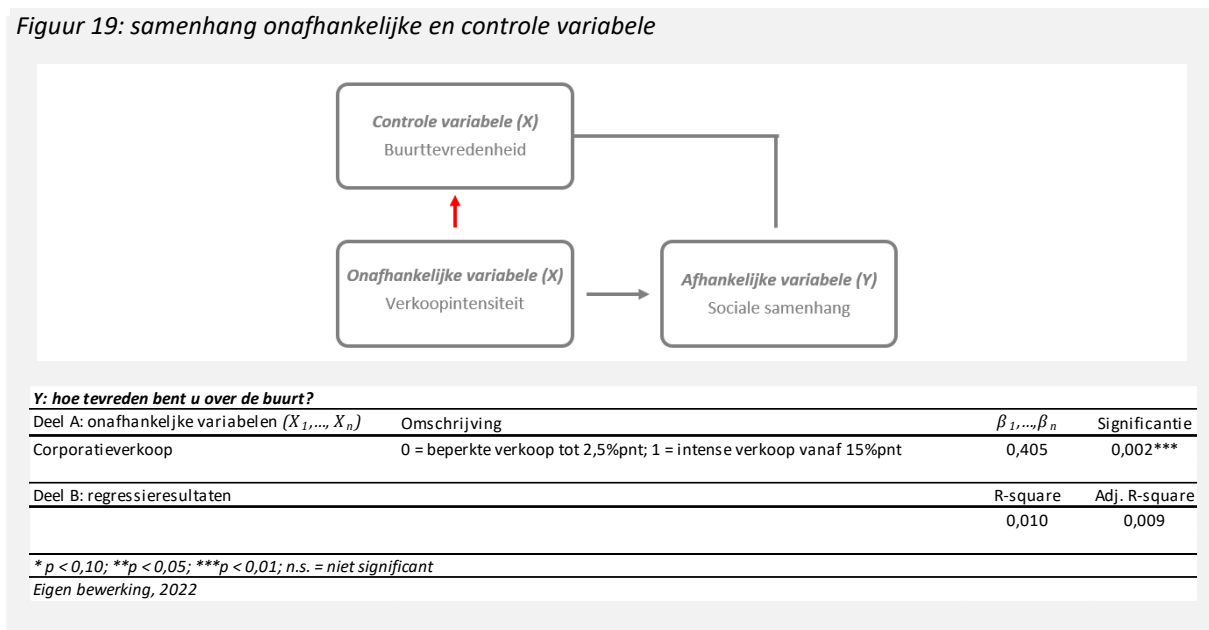 Figuur 19: samenhang onafhankelijke en controle variabele
Controle variabele (X)
Buurttevredenheid
Onafhankelijke variabele (X)
Verkoopintensiteit
Afhankelijke variabele (Y)
Sociale samenhang
Y: hoe tevreden bent u over de buurt?
Deel A: onafhankeljke variabelen (X₁,..., Xₙ) Omschrijving β₁,...,βₙ Significantie
Corporatieverkoop 0 = beperkte verkoop tot 2,5%pnt; 1 = intense verkoop vanaf 15%pnt 0,405 0,002***
Deel B: regressieresultaten R-square Adj. R-square
0,010 0,009
* p < 0,10; **p < 0,05; ***p < 0,01; n.s. = niet significant
Eigen bewerking, 2022